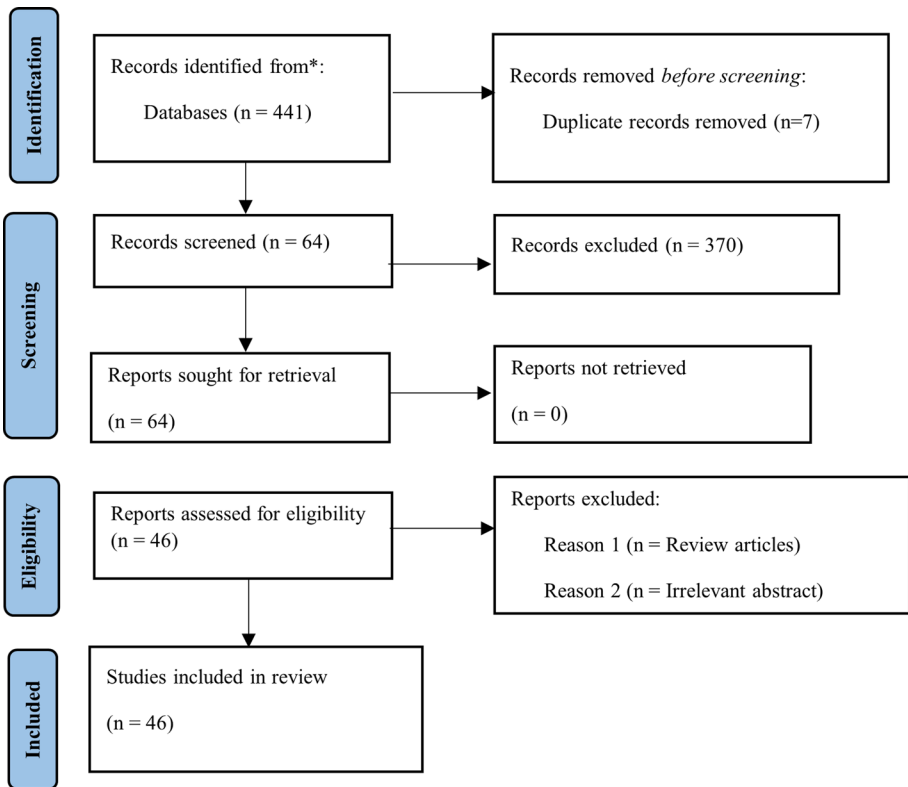 Identification
Records identified from*:
Databases (n = 441)
Records removed before screening:
Duplicate records removed (n=7)
Screening
Records screened (n = 64)
Records excluded (n = 370)
Reports sought for retrieval
(n = 64)
Reports not retrieved
(n = 0)
Eligibility
Reports assessed for eligibility
(n = 46)
Reports excluded:
Reason 1 (n = Review articles)
Reason 2 (n = Irrelevant abstract)
Included
Studies included in review
(n = 46)